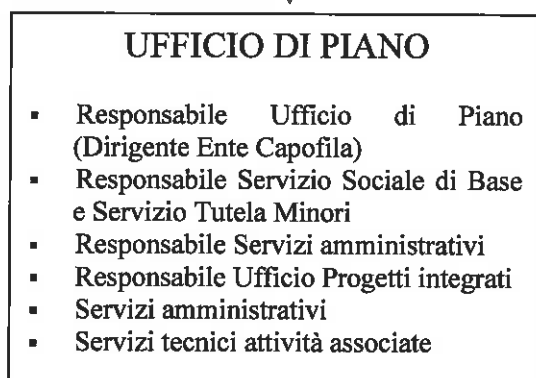 UFFICIO DI PIANO
▪ Responsabile Ufficio di Piano
(Dirigente Ente Capofila)
▪ Responsabile Servizio Sociale di Base
e Servizio Tutela Minori
▪ Responsabile Servizi amministrativi
▪ Responsabile Ufficio Progetti integrati
▪ Servizi amministrativi
▪ Servizi tecnici attività associate